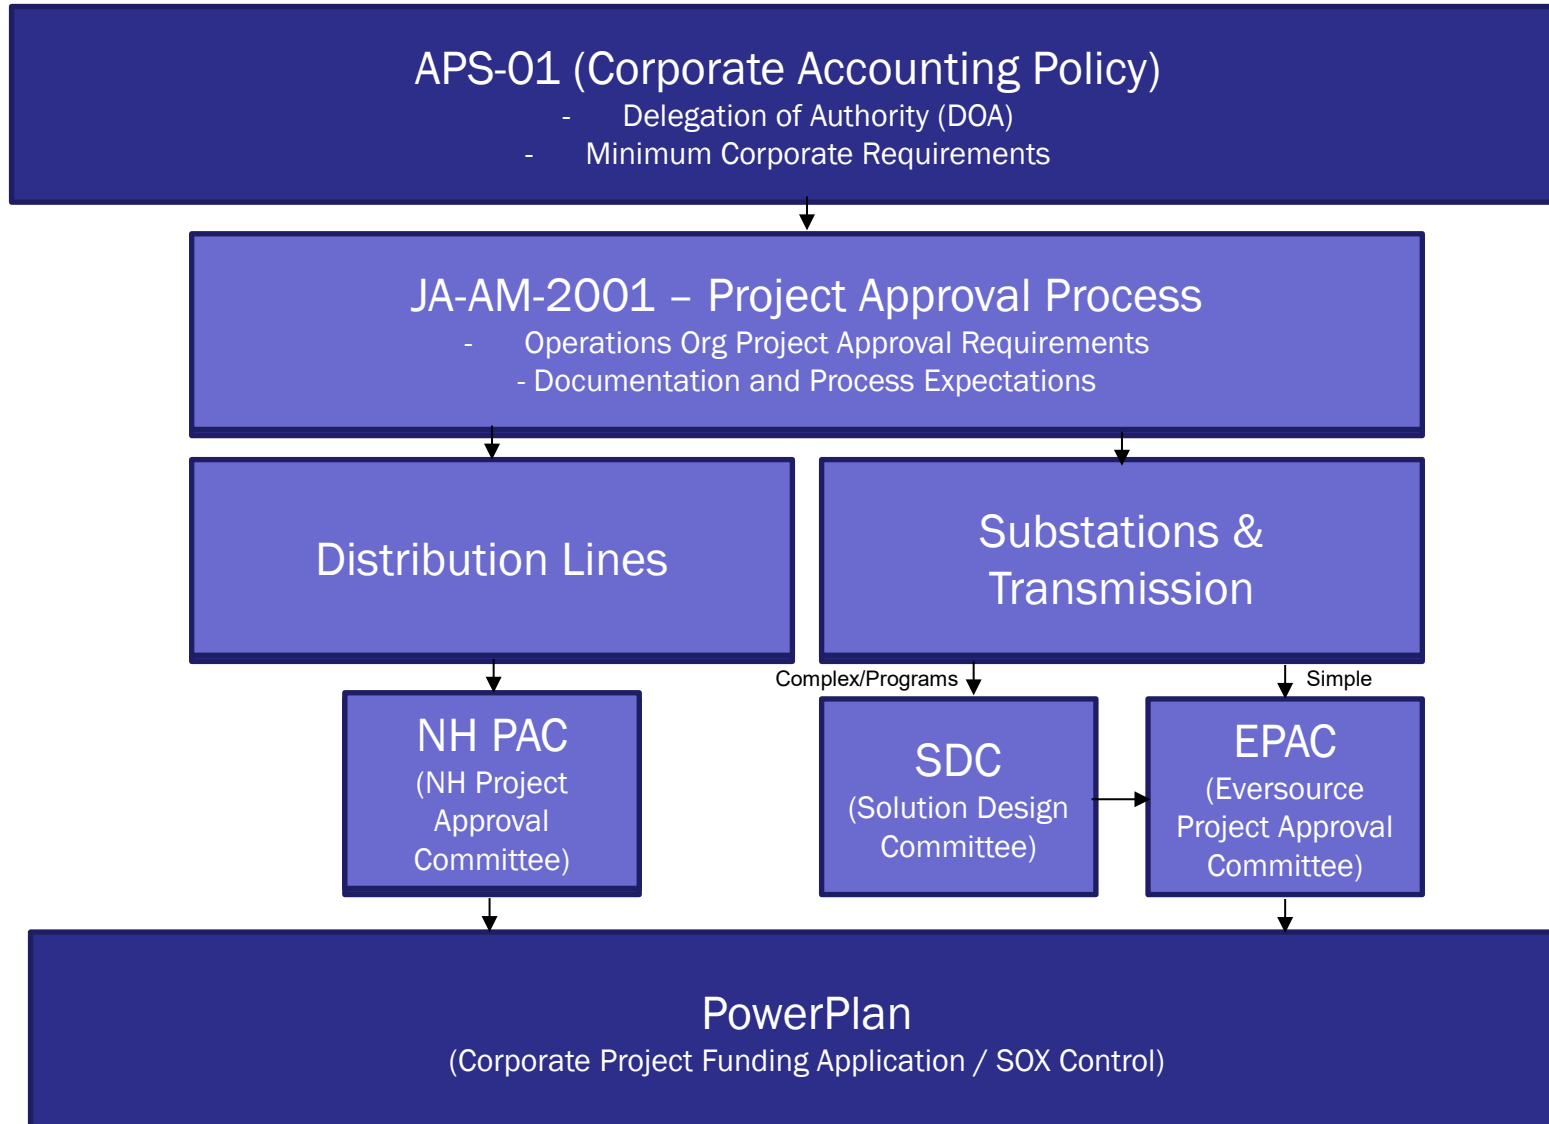 APS-01 (Corporate Accounting Policy)
- Delegation of Authority (DOA)
- Minimum Corporate Requirements
JA-AM-2001 – Project Approval Process
- Operations Org Project Approval Requirements
- Documentation and Process Expectations
Distribution Lines
Substations &
Transmission
Complex/Programs
Simple
NH PAC
(NH Project
Approval
Committee)
SDC
(Solution Design
Committee)
EPAC
(Eversource
Project Approval
Committee)
PowerPlan
(Corporate Project Funding Application / SOX Control)